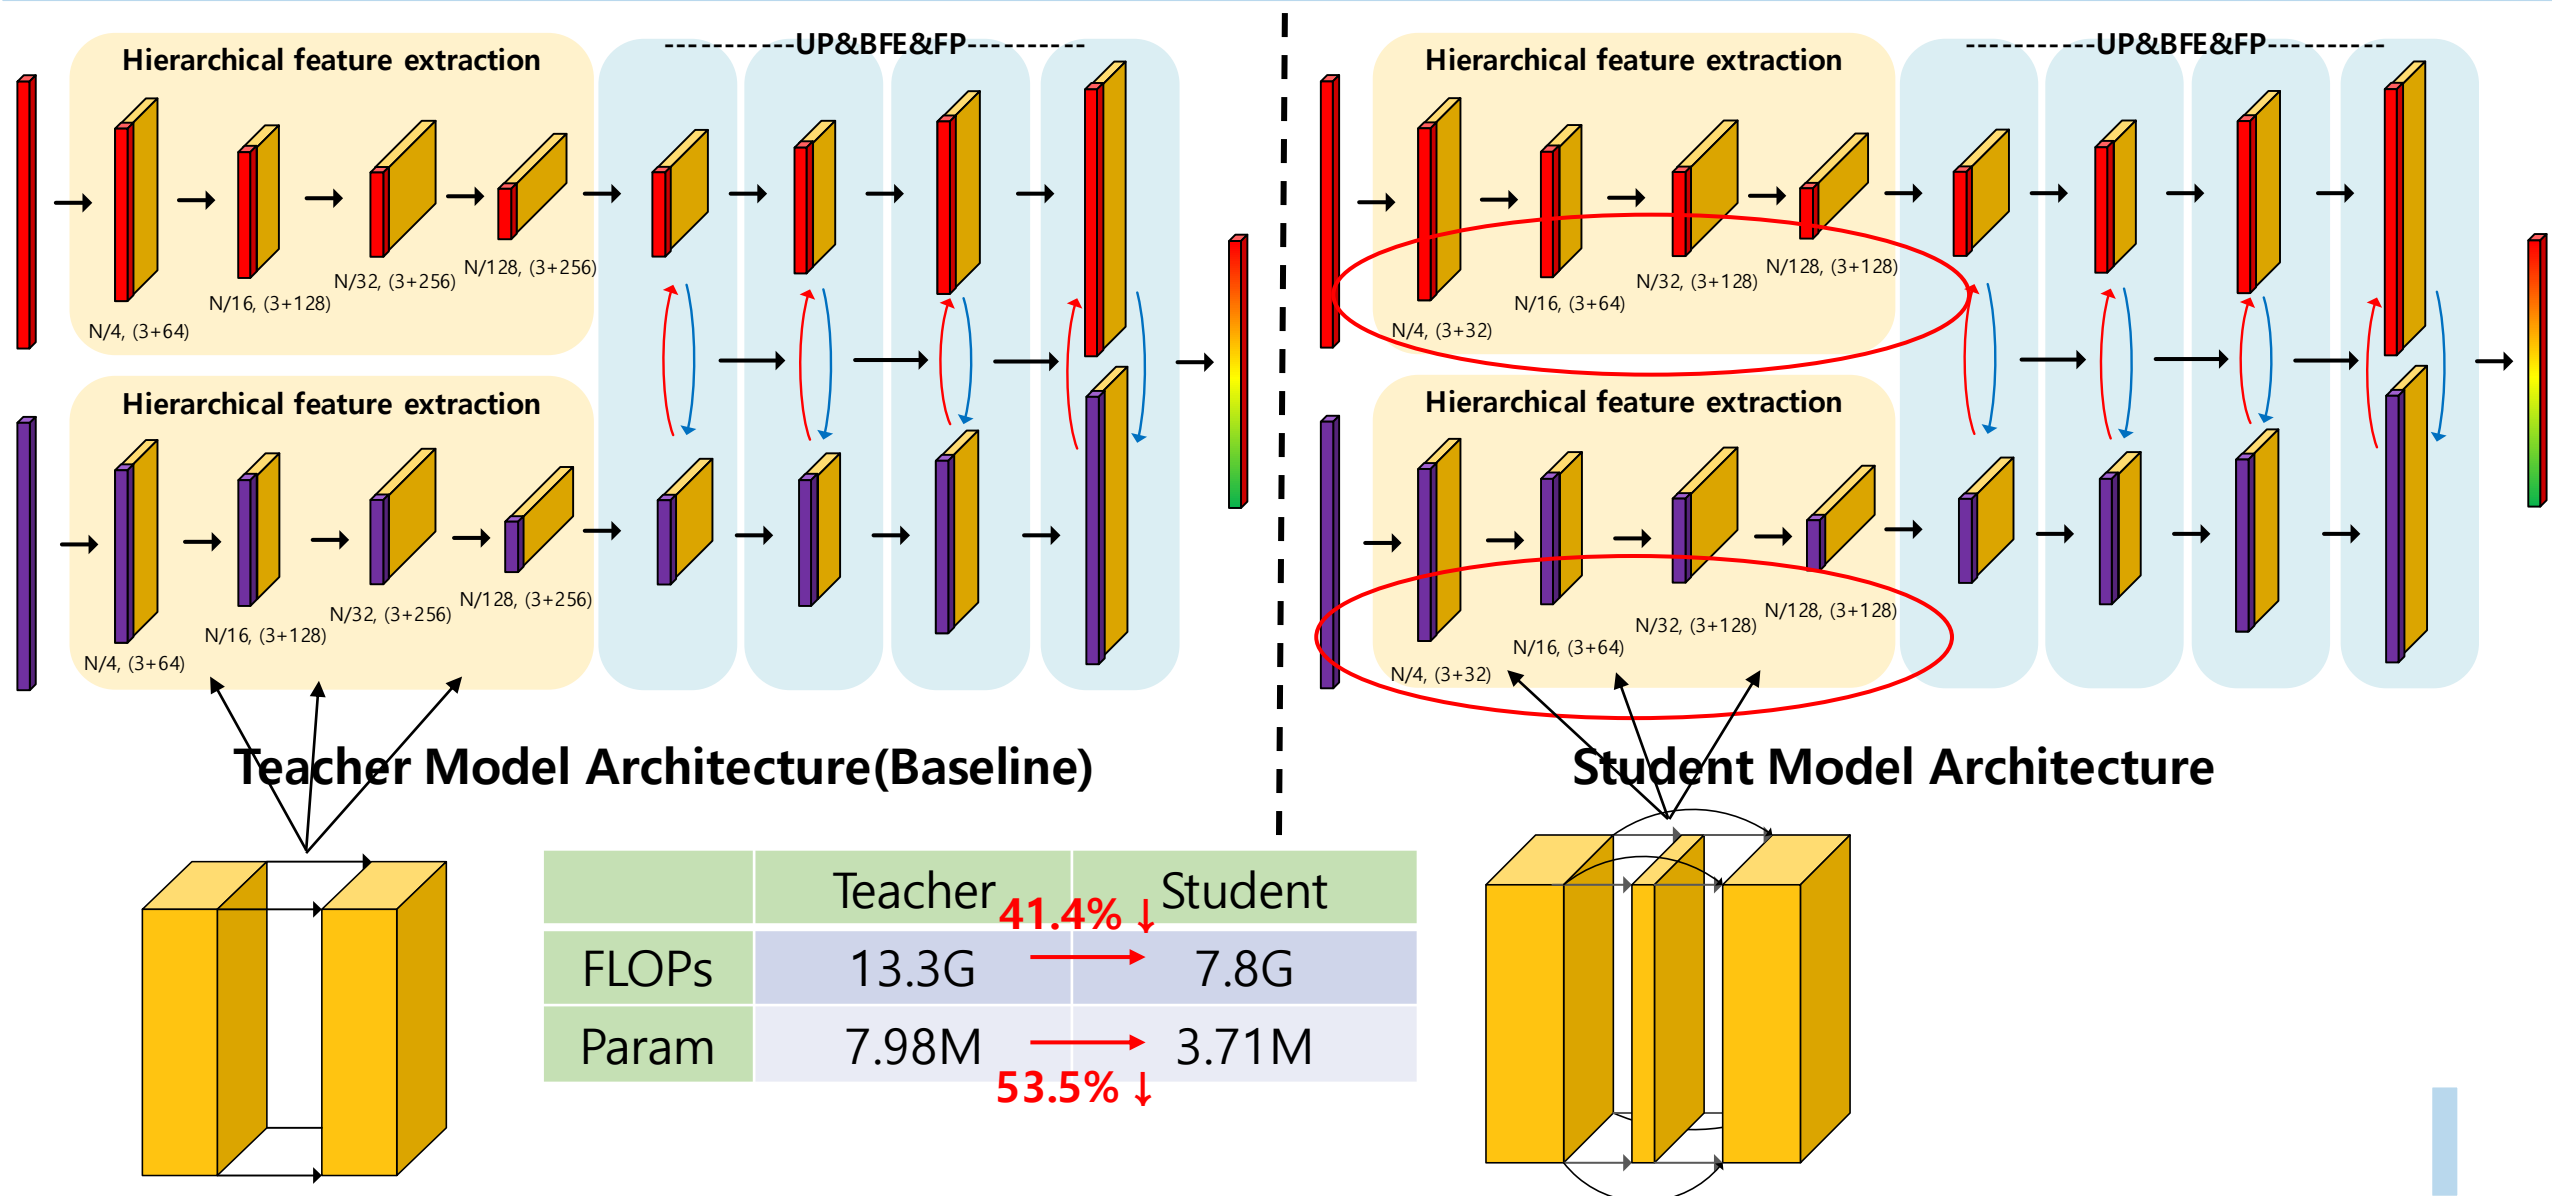 Hierarchical feature extraction
------------UP&BFE&FP-----------
N/4, (3+64)
N/16, (3+128)
N/32, (3+256)
N/128, (3+256)
Hierarchical feature extraction
N/4, (3+64)
N/16, (3+128)
N/32, (3+256)
N/128, (3+256)
Teacher Model Architecture(Baseline)
Hierarchical feature extraction
------------UP&BFE&FP-----------
N/4, (3+32)
N/16, (3+64)
N/32, (3+128)
N/128, (3+128)
Hierarchical feature extraction
N/4, (3+32)
N/16, (3+64)
N/32, (3+128)
N/128, (3+128)
Student Model Architecture
Teacher Student
41.4% ↓
FLOPs 13.3G 7.8G
Param 7.98M 3.71M
53.5% ↓